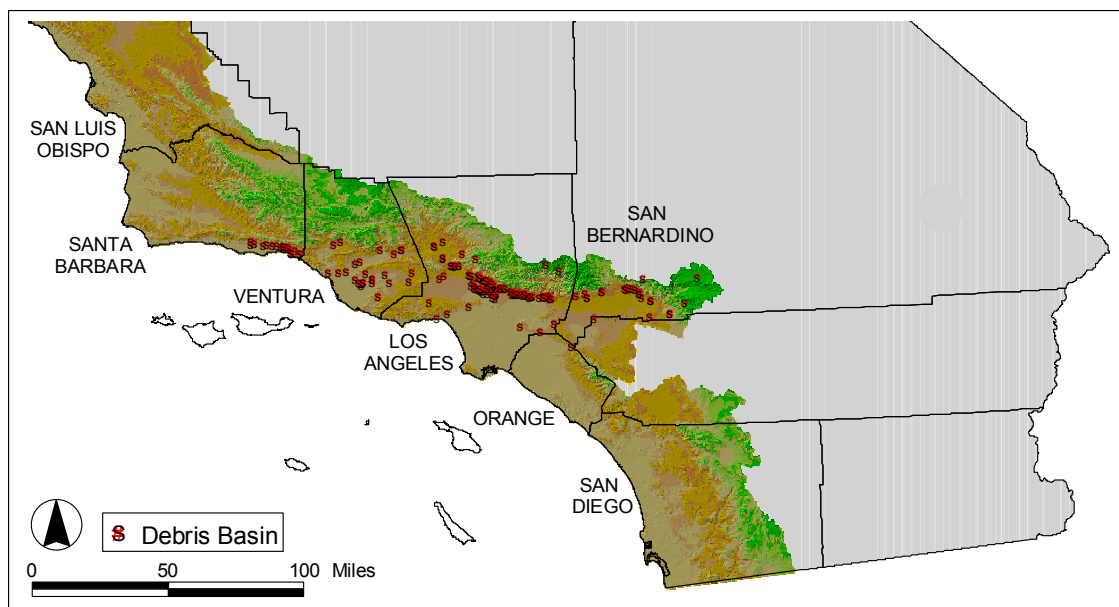 SAN LUIS
OBISPO
SANTA
BARBARA
VENTURA
LOS
ANGELES
SAN
BERNARDINO
ORANGE
SAN
DIEGO
S Debris Basin
0 50 100 Miles